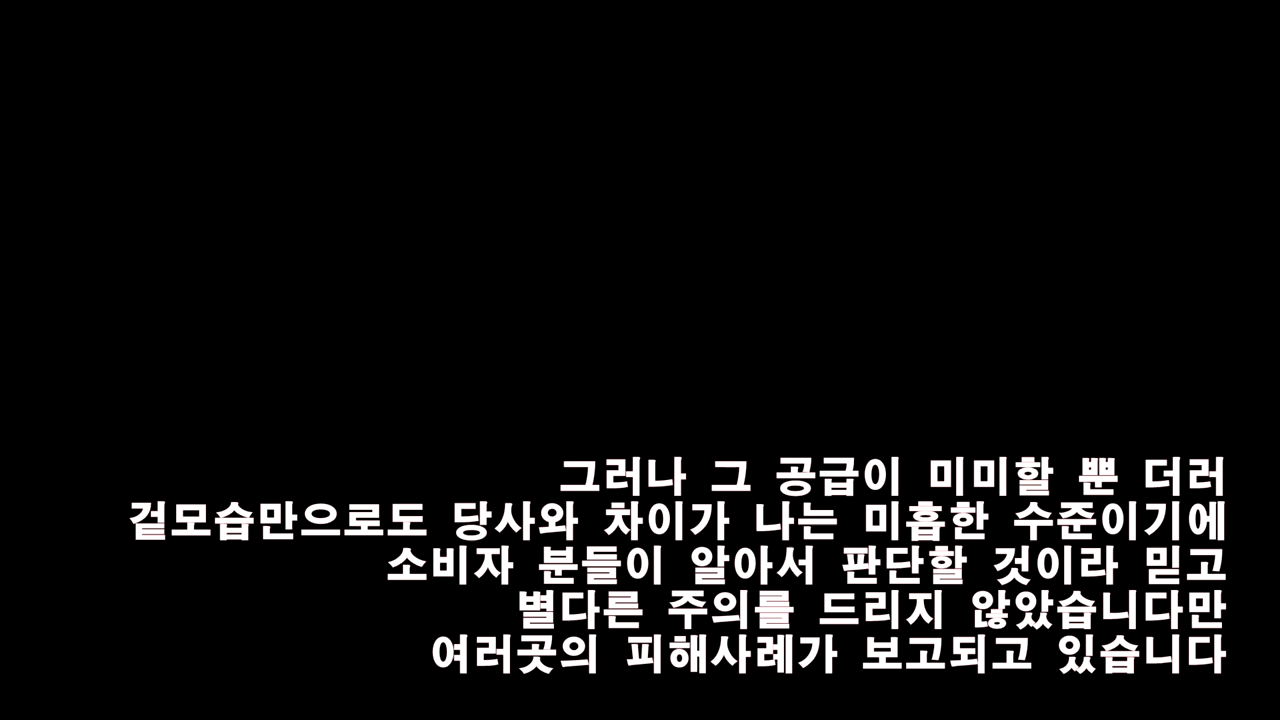 그러나 그 공급이 미미할 뿐 더러
겉모습만으로도 당사와 차이가 나는 미흡한 수준이기에
소비자 분들이 알아서 판단할 것이라 믿고
별다른 주의를 드리지 않았습니다만
여러곳의 피해사례가 보고되고 있습니다